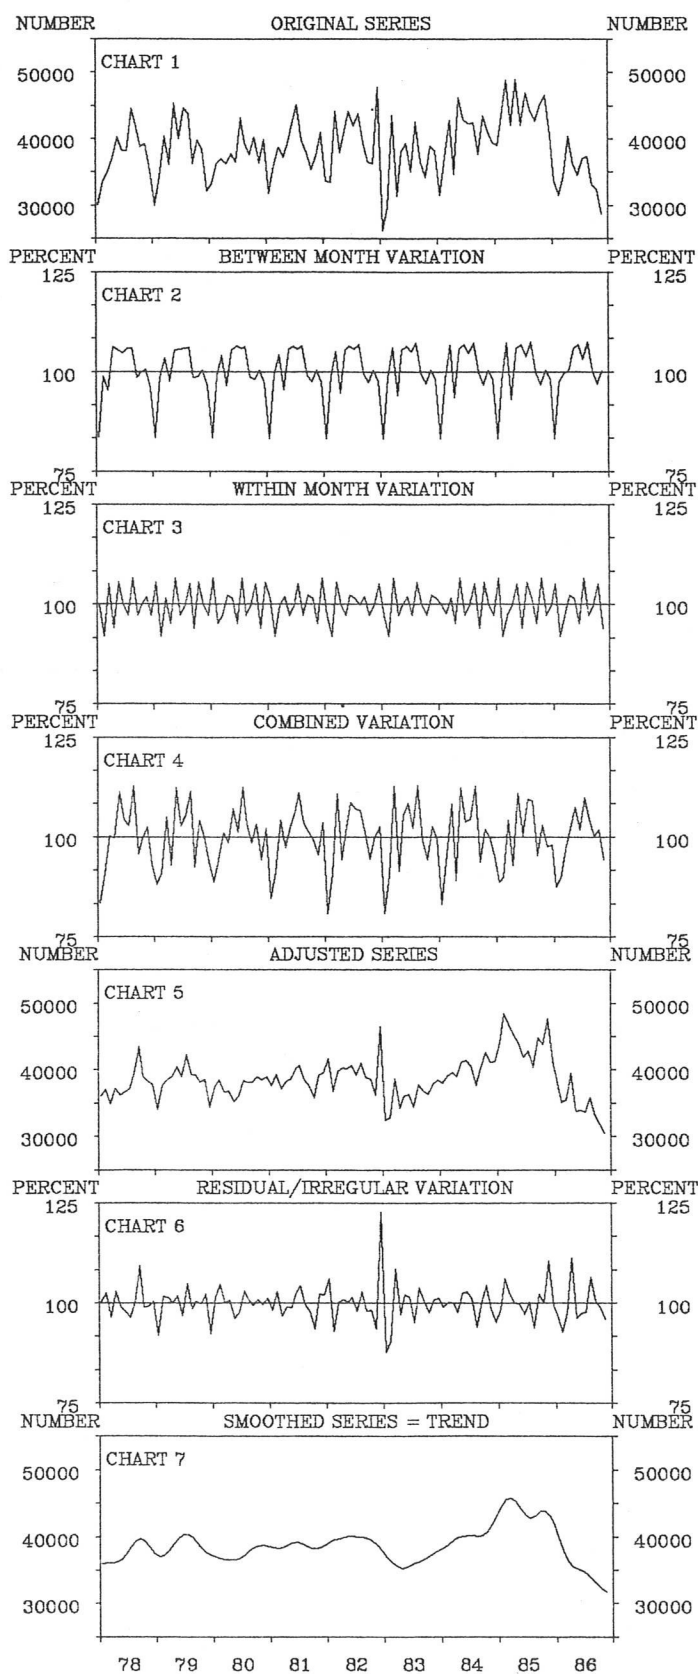 NUMBER ORIGINAL SERIES NUMBER
50000 CHART 1 50000
40000 40000
30000 30000
PERCENT BETWEEN MONTH VARIATION PERCENT
125 125
CHART 2
100 100
75 75
PERCENT WITHIN MONTH VARIATION PERCENT
125 125
CHART 3
100 100
75 75
PERCENT COMBINED VARIATION PERCENT
125 125
CHART 4
100 100
75 75
NUMBER ADJUSTED SERIES NUMBER
50000 CHART 5 50000
40000 40000
30000 30000
PERCENT RESIDUAL/IRREGULAR VARIATION PERCENT
125 125
CHART 6
100 100
75 75
NUMBER SMOOTHED SERIES = TREND NUMBER
50000 CHART 7 50000
40000 40000
30000 30000
78 79 80 81 82 83 84 85 86